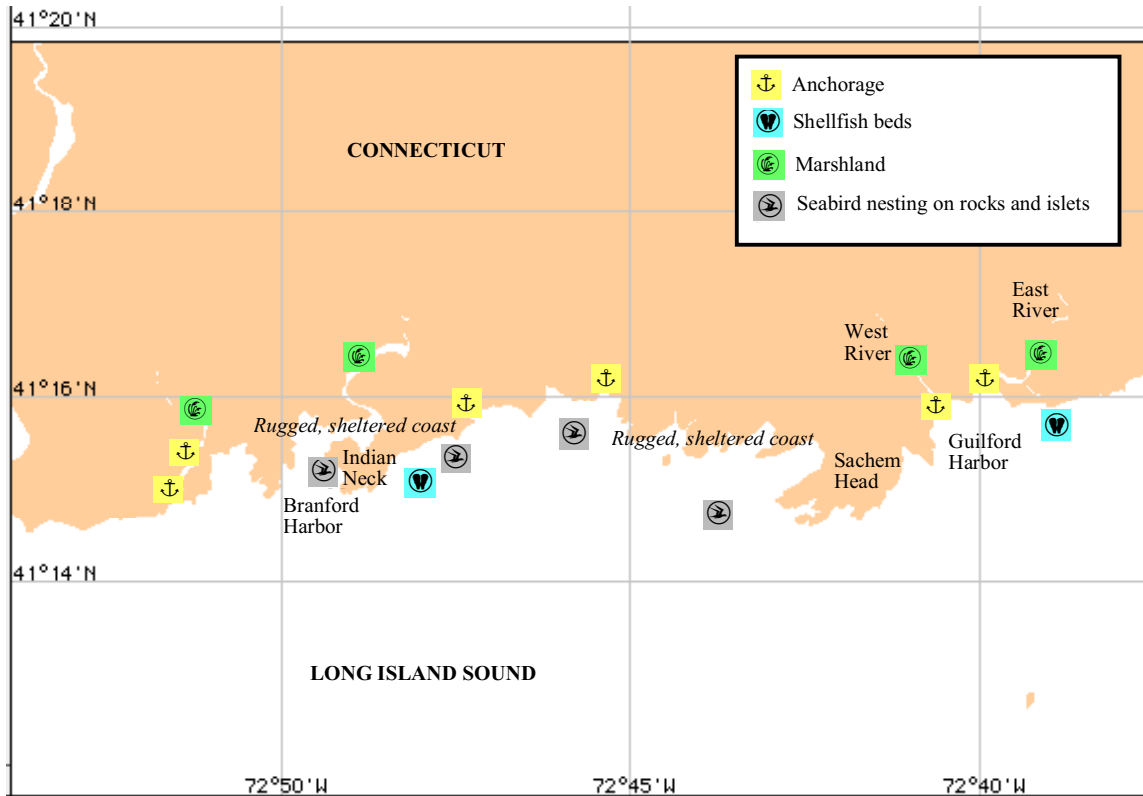 41°20'N
Anchorage
Shellfish beds
CONNECTICUT
Marshland
41°18'N
Seabird nesting on rocks and islets
East
River
West
River
41°16'N
Rugged, sheltered coast
Rugged, sheltered coast
Guilford
Harbor
Indian
Neck
Sachem
Head
Branford
Harbor
41°14'N
LONG ISLAND SOUND
72°50'W
72°45'W
72°40'W